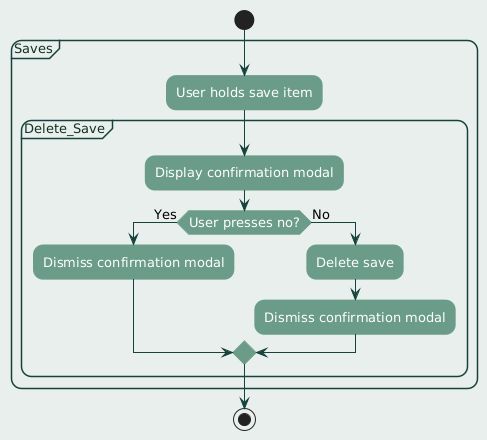 Saves
User holds save item
Delete_Save
Display confirmation modal
Yes
User presses no?
No
Dismiss confirmation modal
Delete save
Dismiss confirmation modal